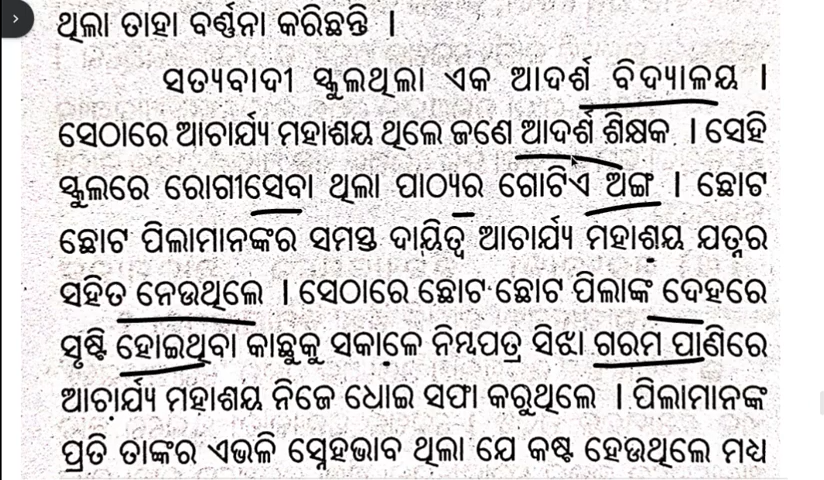 ଥିଲା ତାହା ବର୍ଣ୍ଣନା କରିଛନ୍ତି ।
ସତ୍ୟବାଦୀ ସ୍କୁଲଥିଲା ଏକ ଆଦର୍ଶ ବିଦ୍ୟାଳୟ ।
ସେଠାରେ ଆଚାର୍ଯ୍ୟ ମହାଶୟ ଥିଲେ ଜଣେ ଆଦର୍ଶ ଶିକ୍ଷକ । ସେହି
ସ୍କୁଲରେ ରୋଗୀସେବା ଥିଲା ପାଠ୍ୟର ଗୋଟିଏ ଅଙ୍ଗ । ଛୋଟ
ଛୋଟ ପିଲାମାନଙ୍କର ସମସ୍ତ ଦାୟିତ୍ୱ ଆଚାର୍ଯ୍ୟ ମହାଶୟ ଯତ୍ନର
ସହିତ ନେଉଥିଲେ । ସେଠାରେ ଛୋଟ ଛୋଟ ପିଲାଙ୍କ ଦେହରେ
ସୃଷ୍ଟି ହୋଇଥିବା କାଛୁକୁ ସକାଳେ ନିମ୍ବପତ୍ର ସିଝା ଗରମ ପାଣିରେ
ଆଚାର୍ଯ୍ୟ ମହାଶୟ ନିଜେ ଧୋଇ ସଫା କରୁଥିଲେ । ପିଲାମାନଙ୍କ
ପ୍ରତି ତାଙ୍କର ଏଭଳି ସ୍ନେହଭାବ ଥିଲା ଯେ କଷ୍ଟ ହେଉଥିଲେ ମଧ୍ୟ